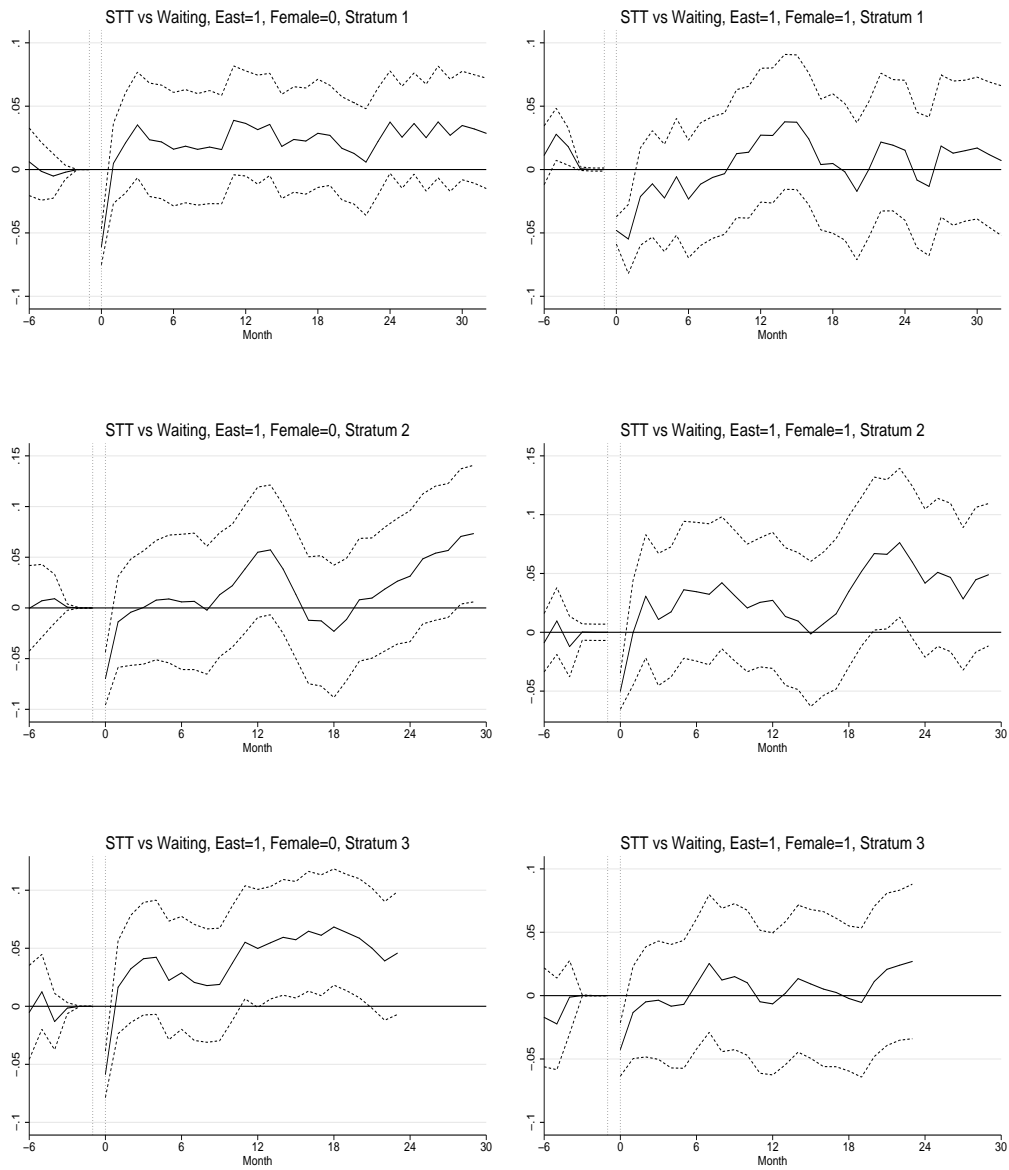 STT vs Waiting, East=1, Female=0, Stratum 1
.1
.05
0
−.05
−.1
−6 0 6 12 18 24 30
Month
STT vs Waiting, East=1, Female=1, Stratum 1
.1
.05
0
−.05
−.1
−6 0 6 12 18 24 30
Month
STT vs Waiting, East=1, Female=0, Stratum 2
.15
.1
.05
0
−.05
−.1
−6 0 6 12 18 24 30
Month
STT vs Waiting, East=1, Female=1, Stratum 2
.15
.1
.05
0
−.05
−6 0 6 12 18 24 30
Month
STT vs Waiting, East=1, Female=0, Stratum 3
.1
.05
0
−.05
−.1
−6 0 6 12 18 24 30
Month
STT vs Waiting, East=1, Female=1, Stratum 3
.1
.05
0
−.05
−.1
−6 0 6 12 18 24 30
Month